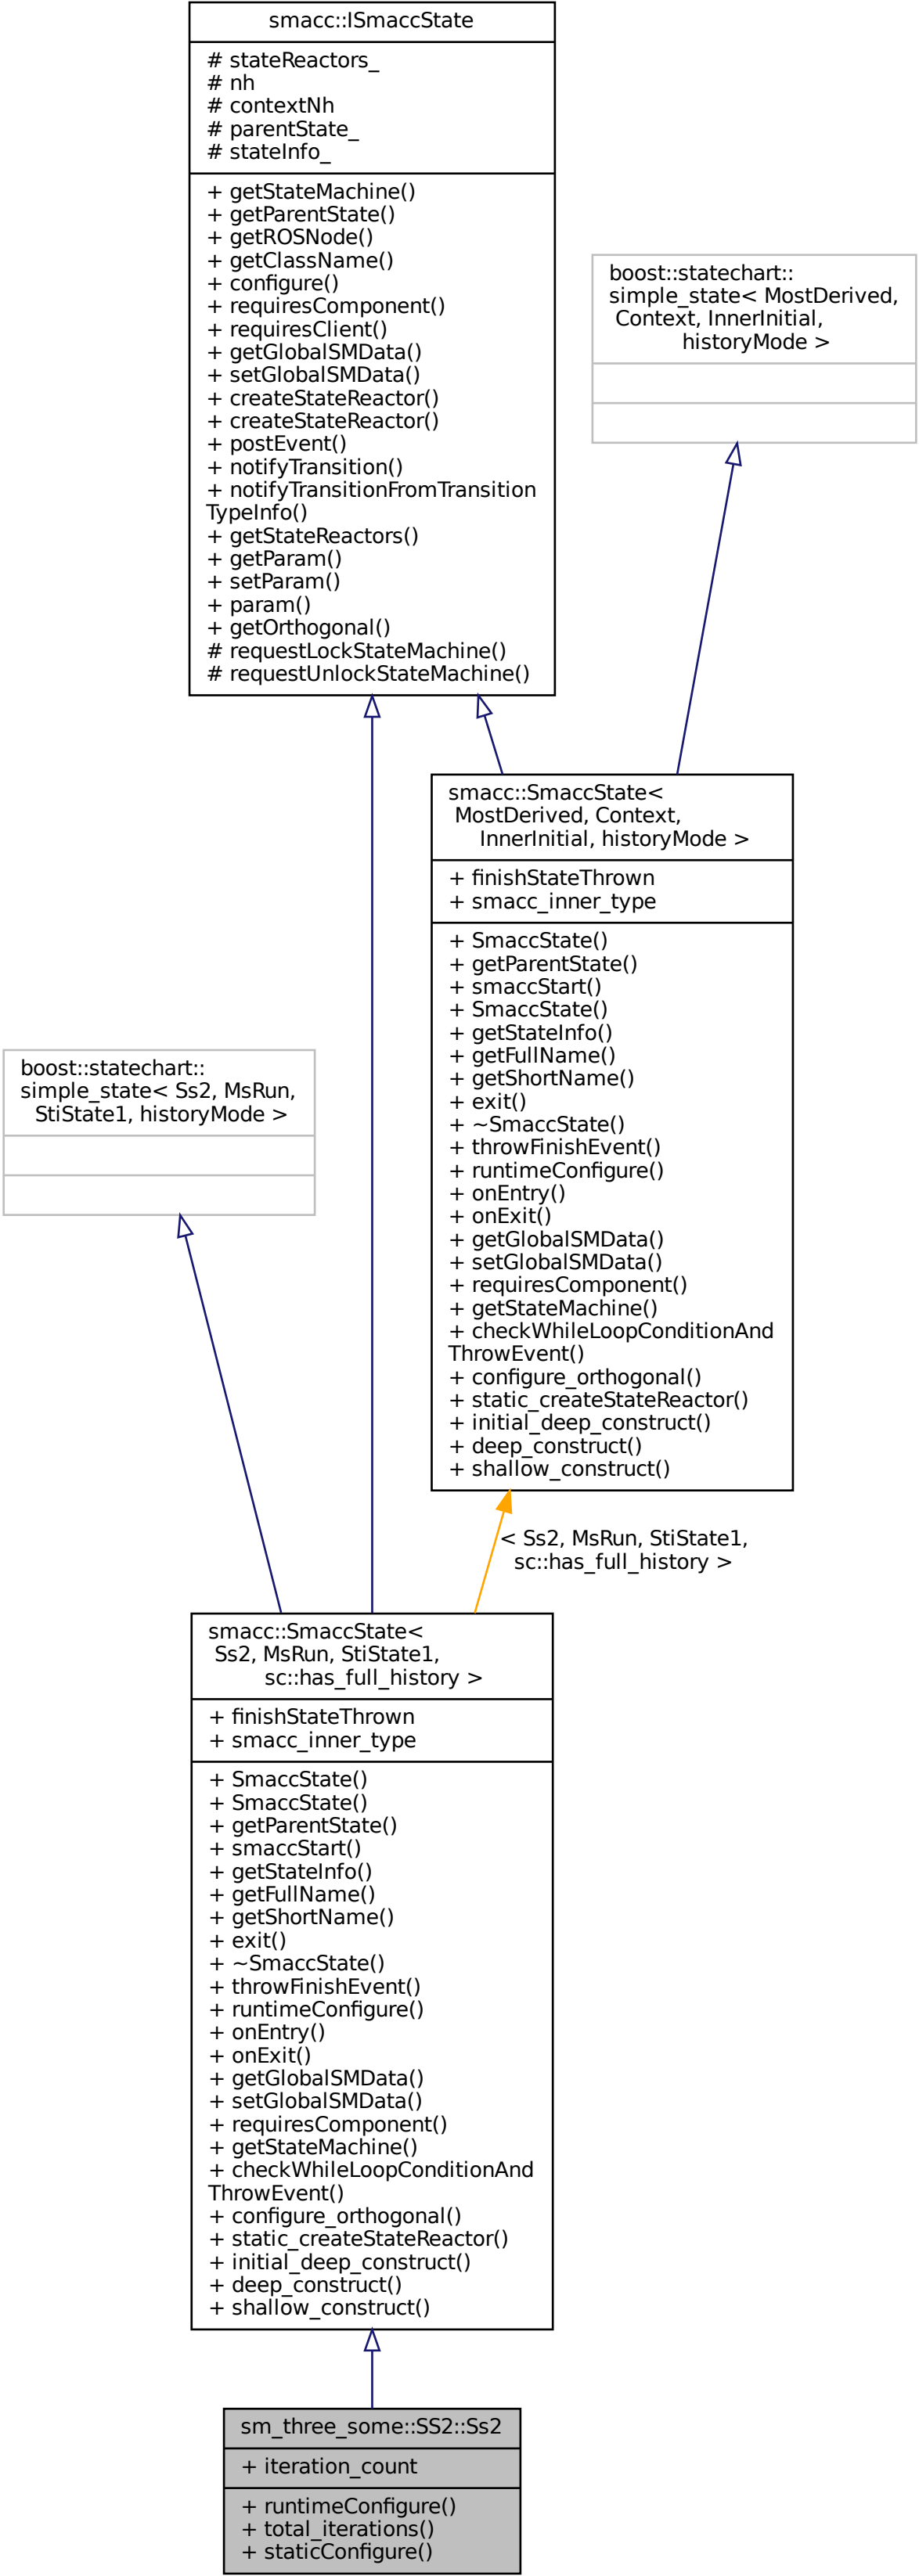 smacc::ISmaccState
# stateReactors_
# nh
# contextNh
# parentState_
# stateInfo_
+ getStateMachine()
+ getParentState()
+ getROSNode()
+ getClassName()
+ configure()
+ requiresComponent()
+ requiresClient()
+ getGlobalSMData()
+ setGlobalSMData()
+ createStateReactor()
+ createStateReactor()
+ postEvent()
+ notifyTransition()
+ notifyTransitionFromTransition
TypeInfo()
+ getStateReactors()
+ getParam()
+ setParam()
+ param()
+ getOrthogonal()
# requestLockStateMachine()
# requestUnlockStateMachine()
boost::statechart::
simple_state< MostDerived,
Context, InnerInitial,
historyMode >
smacc::SmaccState<
MostDerived, Context,
InnerInitial, historyMode >
+ finishStateThrown
+ smacc_inner_type
+ SmaccState()
+ getParentState()
+ smaccStart()
+ SmaccState()
+ getStateInfo()
+ getFullName()
+ getShortName()
+ exit()
+ ~SmaccState()
+ throwFinishEvent()
+ runtimeConfigure()
+ onEntry()
+ onExit()
+ getGlobalSMData()
+ setGlobalSMData()
+ requiresComponent()
+ getStateMachine()
+ checkWhileLoopConditionAnd
ThrowEvent()
+ configure_orthogonal()
+ static_createStateReactor()
+ initial_deep_construct()
+ deep_construct()
+ shallow_construct()
boost::statechart::
simple_state< Ss2, MsRun,
StiState1, historyMode >
< Ss2, MsRun, StiState1,
sc::has_full_history >
smacc::SmaccState<
Ss2, MsRun, StiState1,
sc::has_full_history >
+ finishStateThrown
+ smacc_inner_type
+ SmaccState()
+ SmaccState()
+ getParentState()
+ smaccStart()
+ getStateInfo()
+ getFullName()
+ getShortName()
+ exit()
+ ~SmaccState()
+ throwFinishEvent()
+ runtimeConfigure()
+ onEntry()
+ onExit()
+ getGlobalSMData()
+ setGlobalSMData()
+ requiresComponent()
+ getStateMachine()
+ checkWhileLoopConditionAnd
ThrowEvent()
+ configure_orthogonal()
+ static_createStateReactor()
+ initial_deep_construct()
+ deep_construct()
+ shallow_construct()
sm_three_some::SS2::Ss2
+ iteration_count
+ runtimeConfigure()
+ total_iterations()
+ staticConfigure()